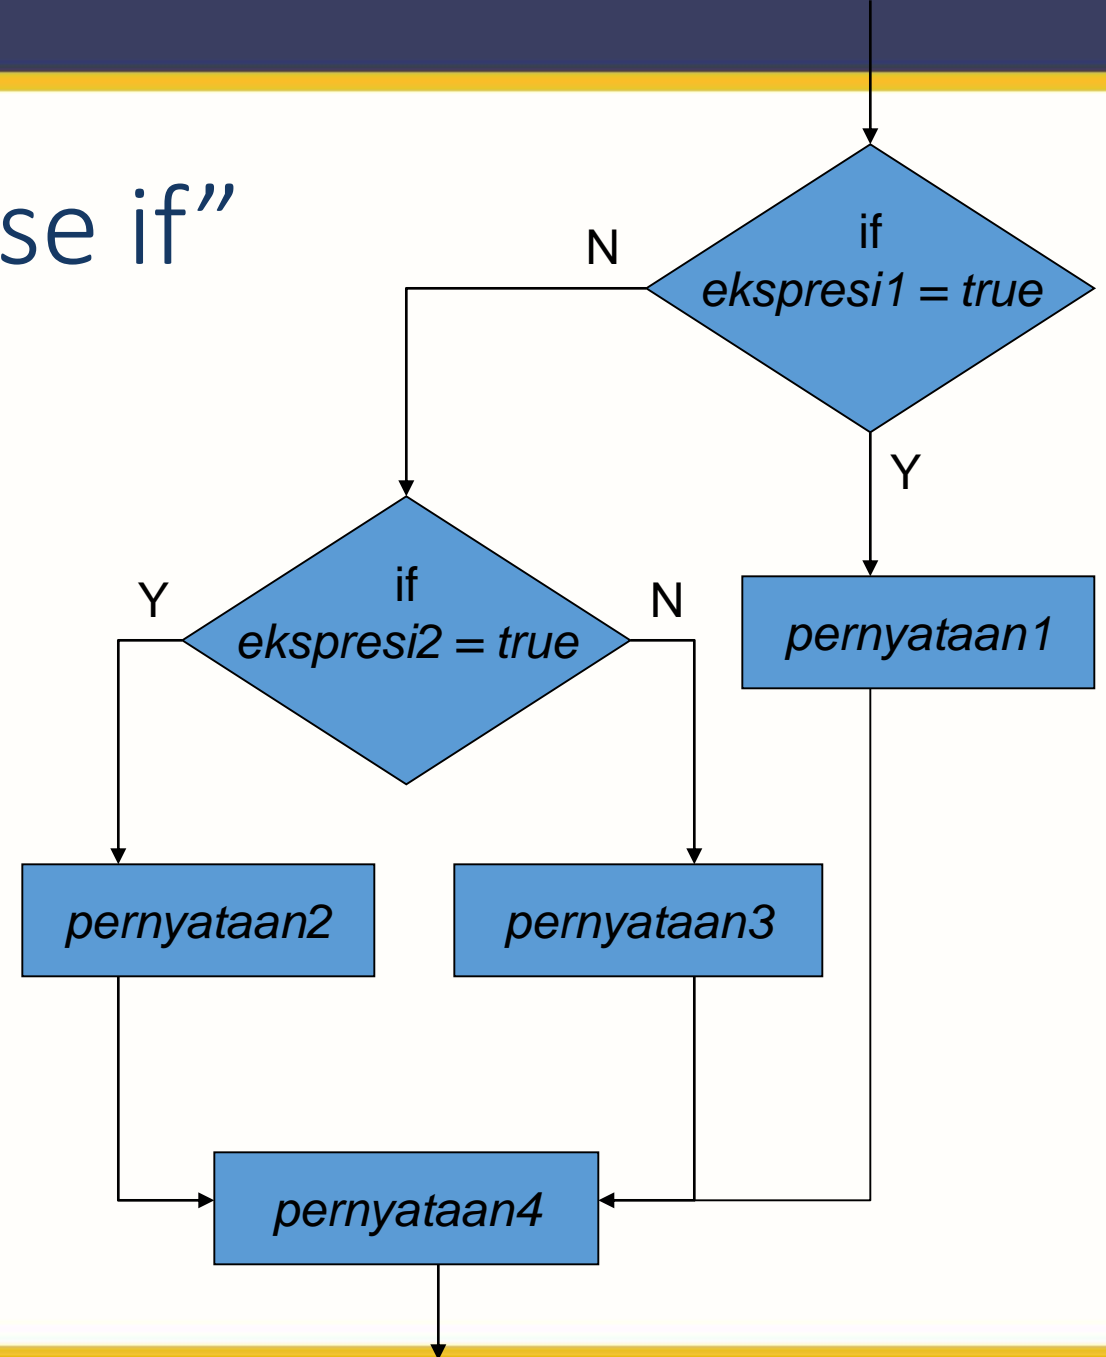 se if”
if
ekspresi1 = true
N
Y
if
ekspresi2 = true
Y
N
pernyataan1
pernyataan2
pernyataan3
pernyataan4